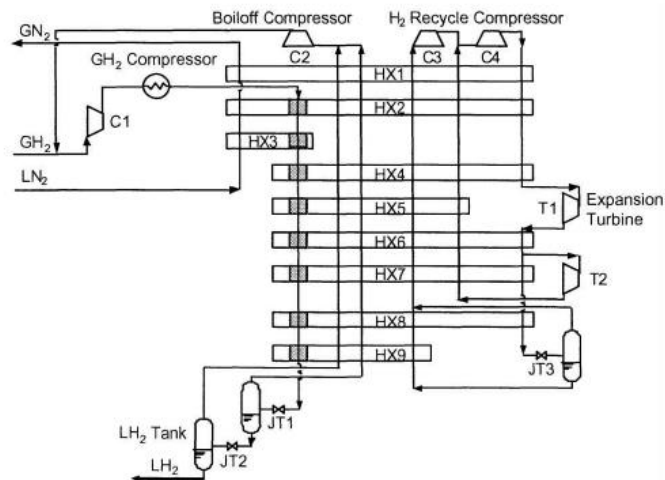 Boiloff Compressor
H₂ Recycle Compressor
GN₂
C2
C3
C4
GH₂ Compressor
HX1
HX2
C1
GH₂
HX3
LN₂
HX4
T1
Expansion
Turbine
HX5
HX6
HX7
T2
HX8
HX9
JT3
JT1
LH₂ Tank
JT2
LH₂